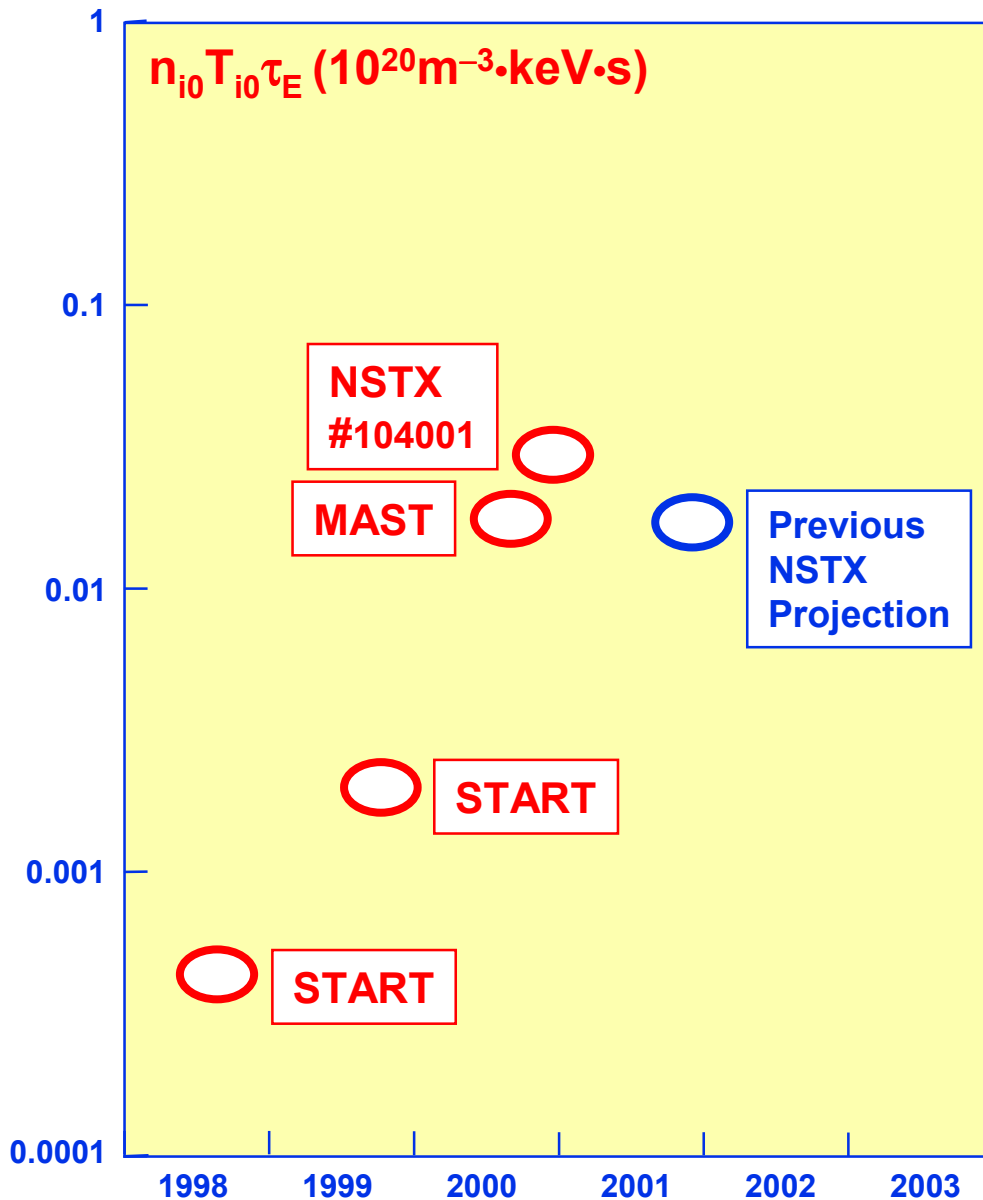 1
nᵢ₀Tᵢ₀τE (10²⁰m⁻³•keV•s)
0.1
NSTX
#104001
MAST
Previous
NSTX
Projection
0.01
START
0.001
START
0.0001
1998 1999 2000 2001 2002 2003